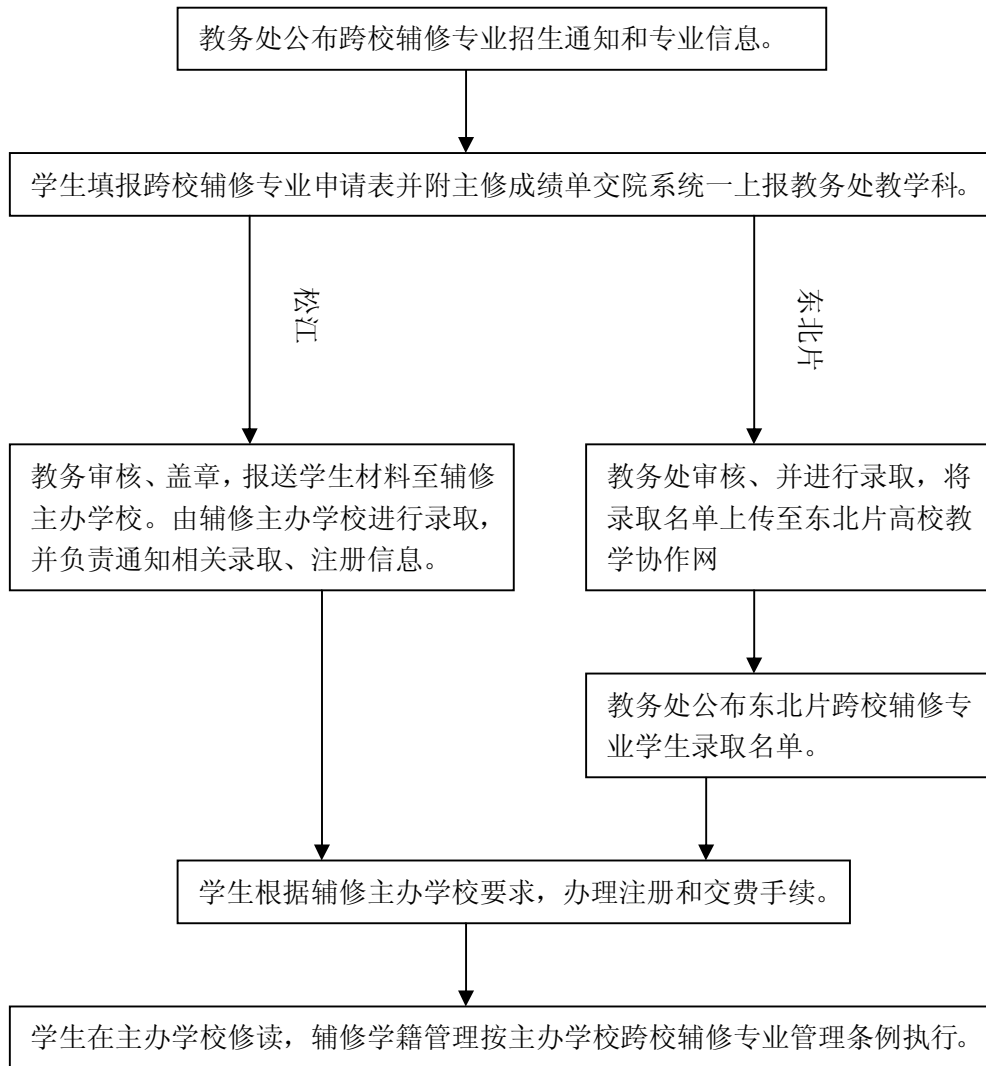 教务处公布跨校辅修专业招生通知和专业信息。
学生填报跨校辅修专业申请表并附主修成绩单交院系统一上报教务处教学科。
松江
东北片
教务审核、盖章，报送学生材料至辅修
主办学校。由辅修主办学校进行录取，
并负责通知相关录取、注册信息。
教务处审核、并进行录取，将
录取名单上传至东北片高校教
学协作网
教务处公布东北片跨校辅修专
业学生录取名单。
学生根据辅修主办学校要求，办理注册和交费手续。
学生在主办学校修读，辅修学籍管理按主办学校跨校辅修专业管理条例执行。